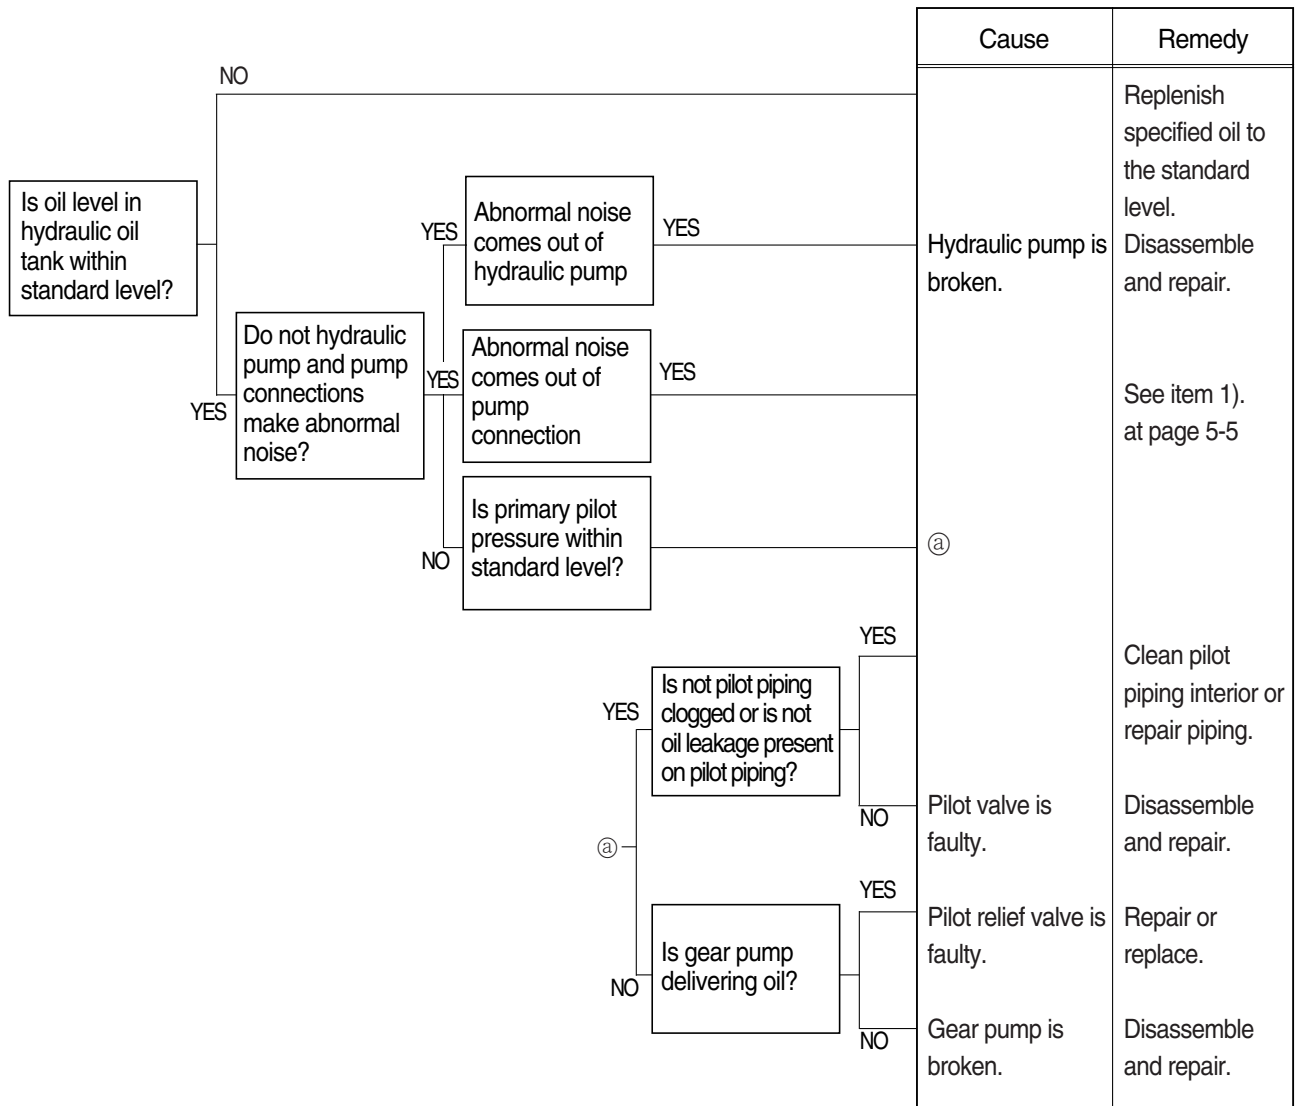 Cause
Remedy
NO
Replenish
specified oil to
the standard
level.
Is oil level in
hydraulic oil
tank within
standard level?
YES
Abnormal noise
comes out of
hydraulic pump
YES
Hydraulic pump is
broken.
Disassemble
and repair.
YES
Do not hydraulic
pump and pump
connections
make abnormal
noise?
YES
Abnormal noise
comes out of
pump
connection
YES
See item 1).
at page 5-5
NO
Is primary pilot
pressure within
standard level?
ⓐ
ⓐ
YES
Is not pilot piping
clogged or is not
oil leakage present
on pilot piping?
YES
Clean pilot
piping interior or
repair piping.
NO
Pilot valve is
faulty.
Disassemble
and repair.
NO
Is gear pump
delivering oil?
YES
Pilot relief valve is
faulty.
Repair or
replace.
NO
Gear pump is
broken.
Disassemble
and repair.